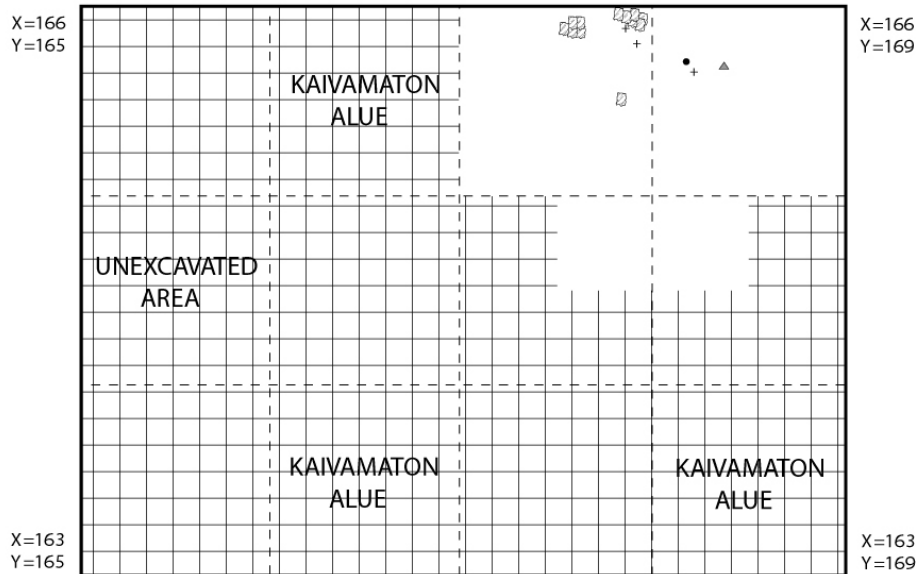 X=166
Y=165
X=166
Y=169
KAIVAMATON
ALUE
UNEXCAVATED
AREA
KAIVAMATON
ALUE
KAIVAMATON
ALUE
X=163
Y=165
X=163
Y=169